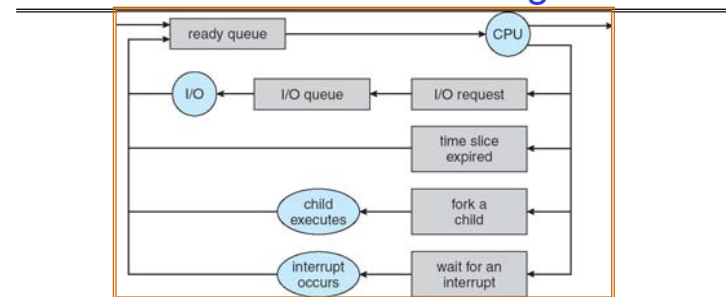 ready queue
CPU
I/O
I/O queue
I/O request
time slice
expired
child
executes
fork a
child
interrupt
occurs
wait for an
interrupt